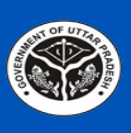 GOVERNMENT OF UTTAR PRADESH